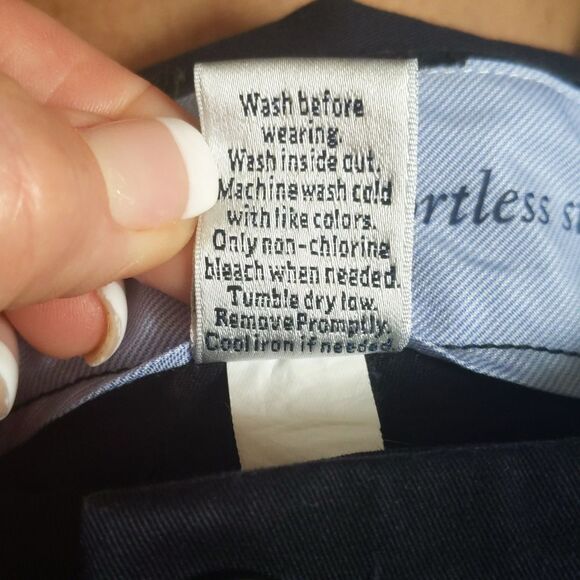 Wash before
wearing.
Wash inside out.
Machine wash cold
with like colors.
Only non-chlorine
bleach when needed.
Tumble dry low.
Remove Promptly.
Cool iron if needed